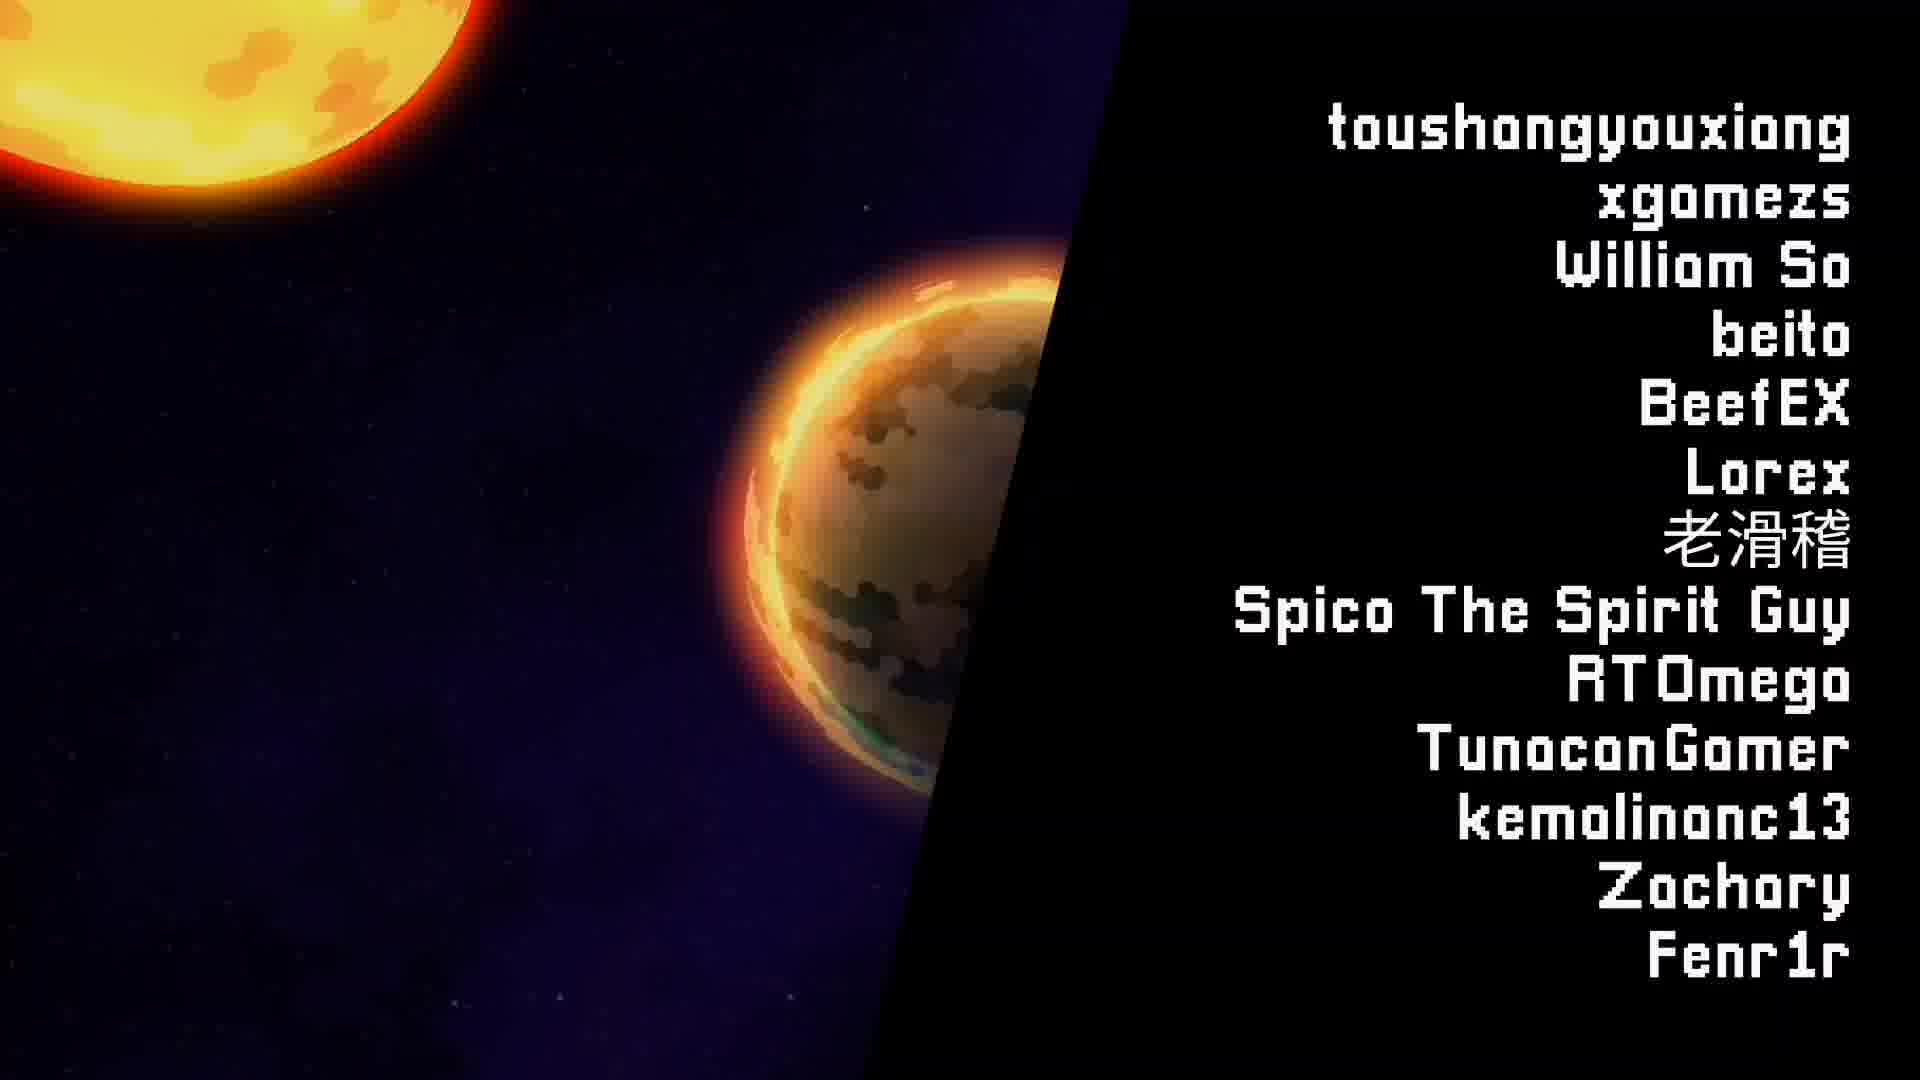 toushangyouxiang
xgamezs
William So
beito
BeefEX
Lorex
老滑稽
Spico The Spirit Guy
RTOmega
TunacanGamer
kemalinanc13
Zachary
Fenr1r